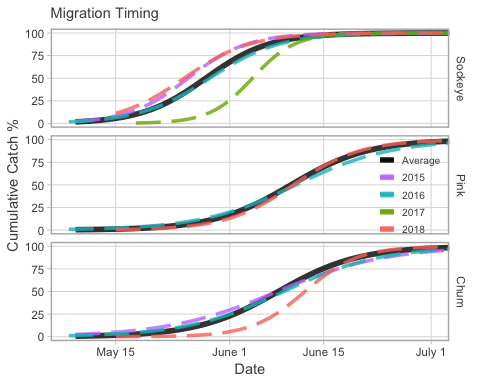 Migration Timing
Cumulative Catch %
100
75
50
25
0
Sockeye
100
75
50
25
0
Average
2015
2016
2017
2018
Pink
100
75
50
25
0
Chum
May 15
June 1
June 15
July 1
Date